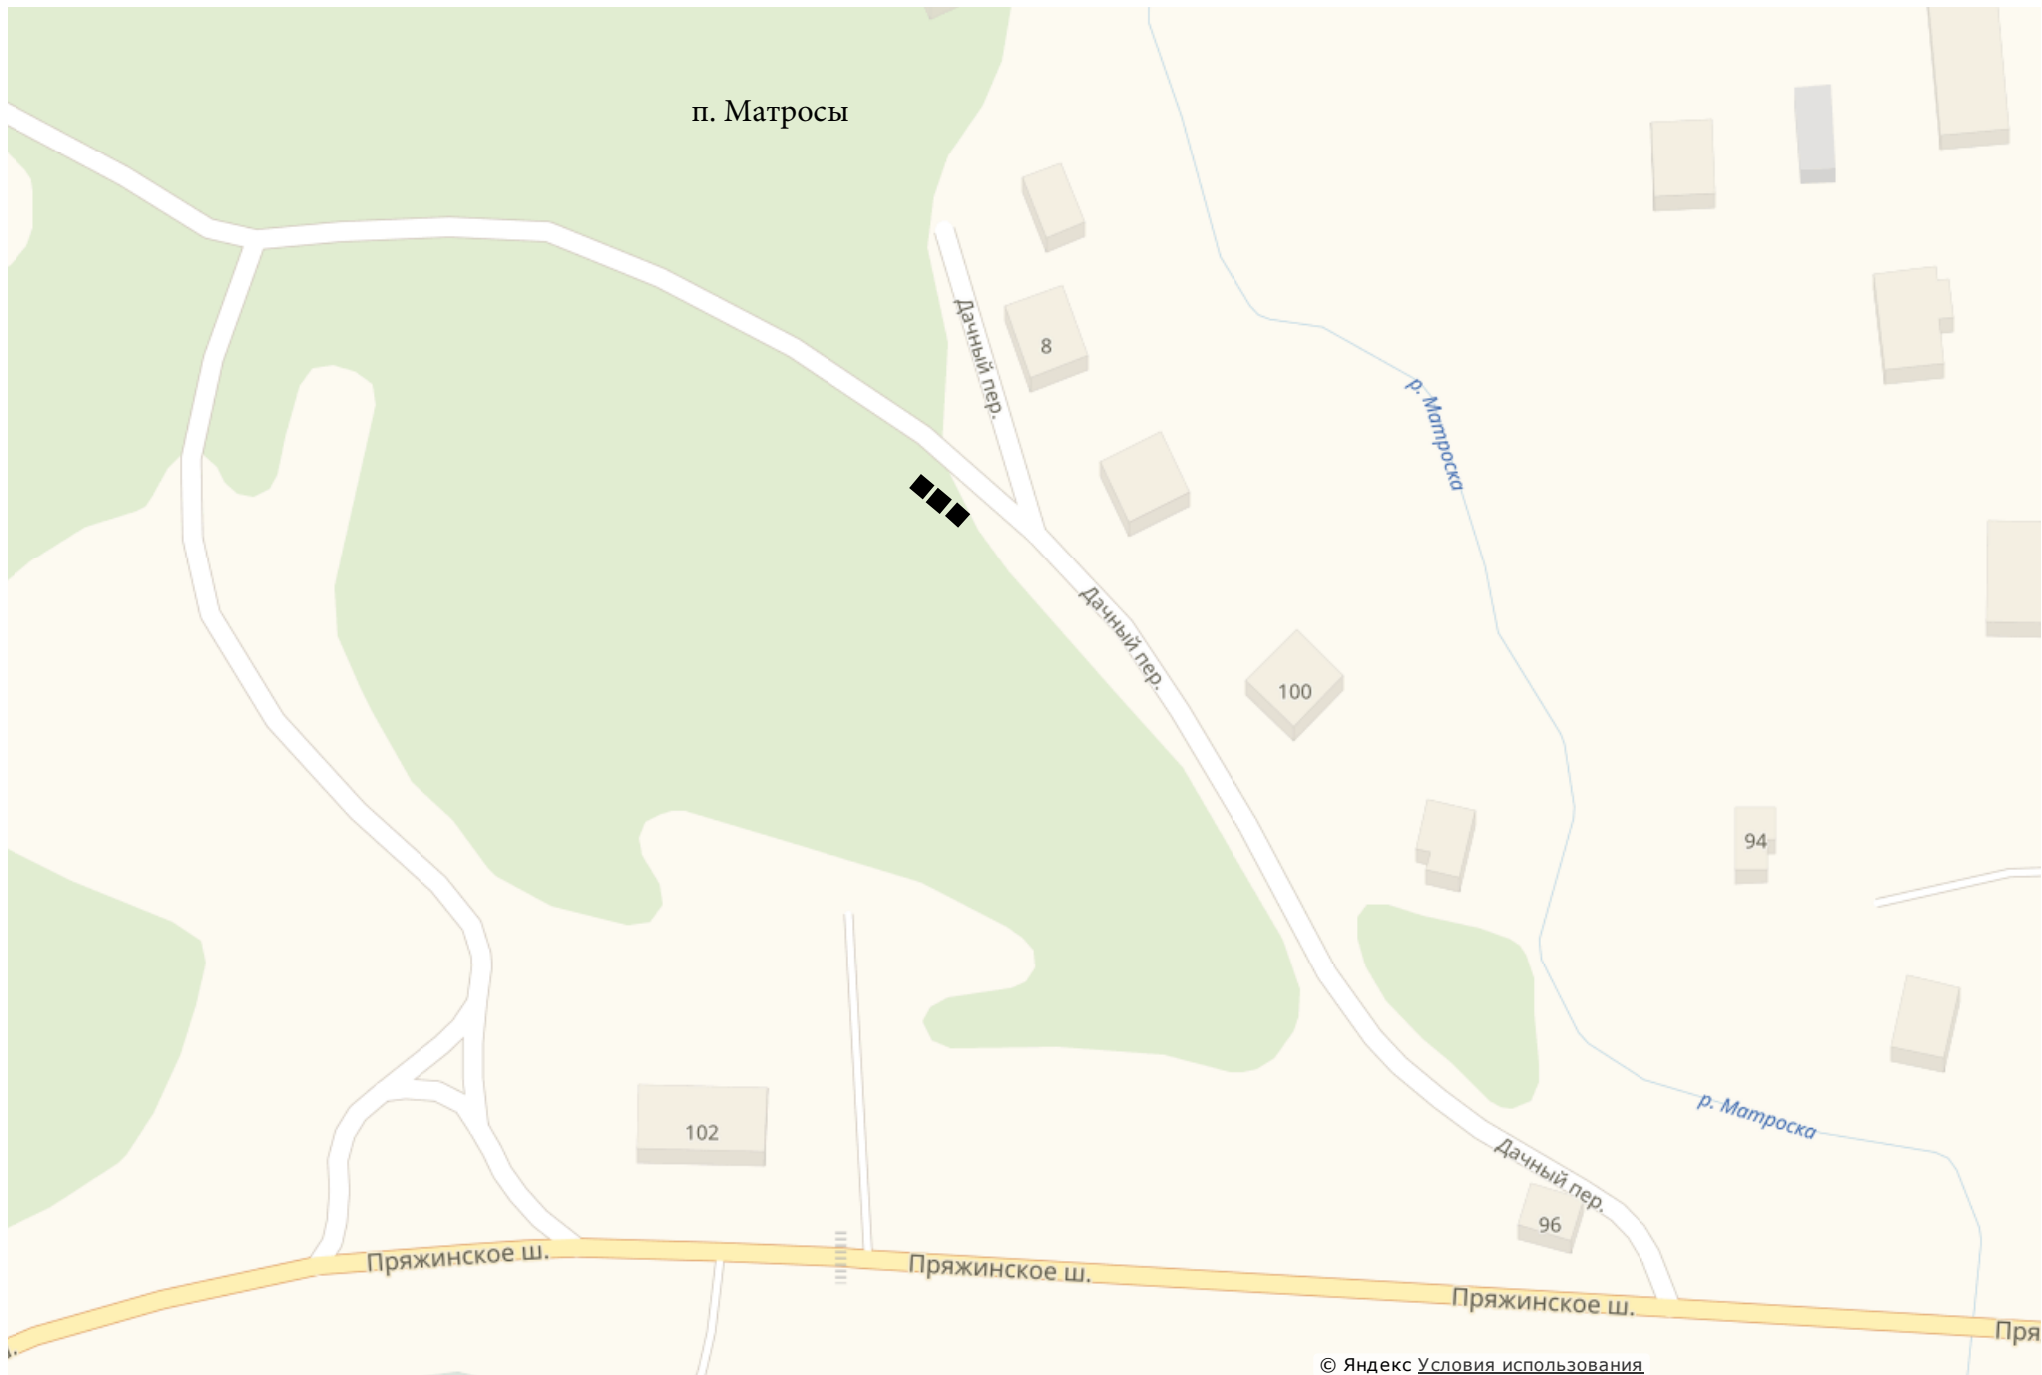 п. Матросы
Дачный пер.
8
р. Матроска
Дачный пер.
100
94
р. Матроска
102
Дачный пер.
96
Пряжинское ш.
Пряжинское ш.
Пряжинское ш.
Пря
© Яндекс Условия использования